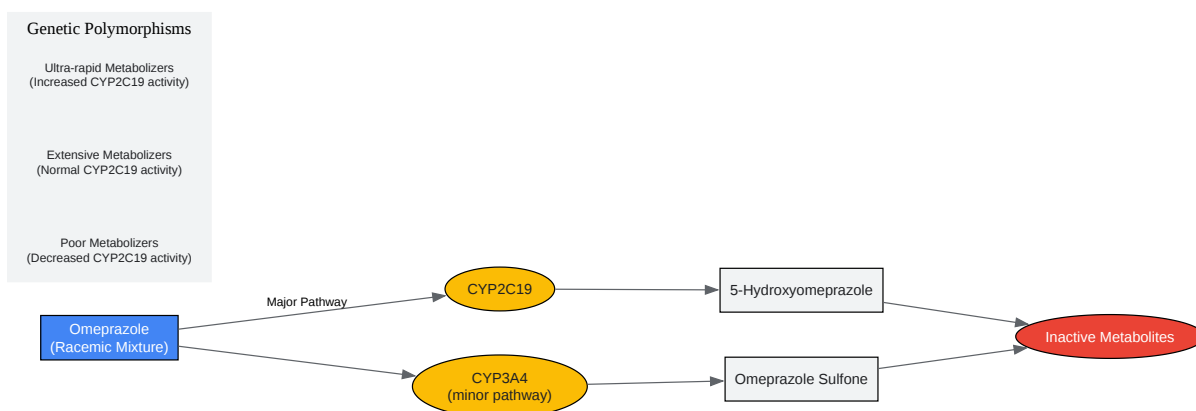 Genetic Polymorphisms
Ultra-rapid Metabolizers
(Increased CYP2C19 activity)
Extensive Metabolizers
(Normal CYP2C19 activity)
Poor Metabolizers
(Decreased CYP2C19 activity)
Major Pathway
Omeprazole
(Racemic Mixture)
CYP2C19
5-Hydroxyomeprazole
CYP3A4
(minor pathway)
Omeprazole Sulfone
Inactive Metabolites